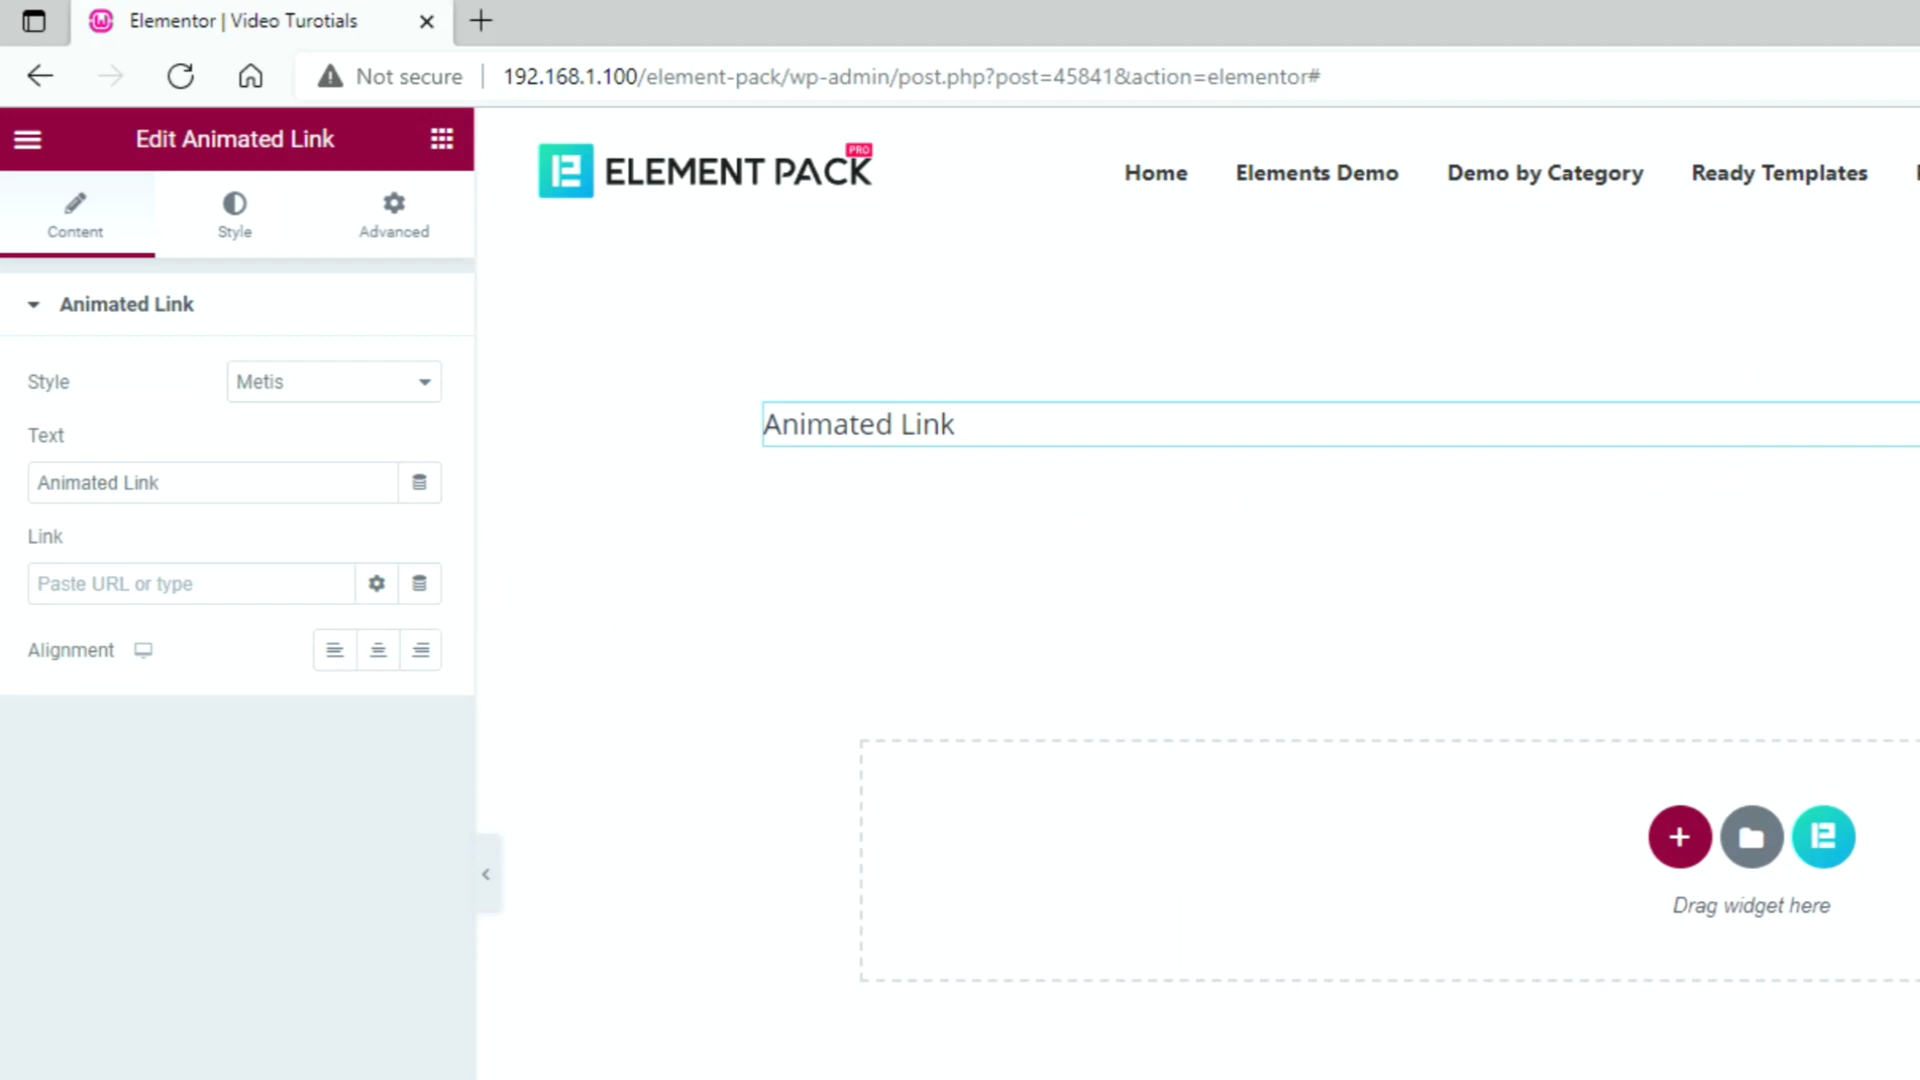 Elementor | Video Turotials
Not secure
192.168.1.100/element-pack/wp-admin/post.php?post=45841&action=elementor#
Edit Animated Link
ELEMENT PACK
PRO
Home
Elements Demo
Demo by Category
Ready Templates
Content
Style
Advanced
Animated Link
Style
Metis
Text
Animated Link
Link
Paste URL or type
Alignment
Animated Link
Drag widget here